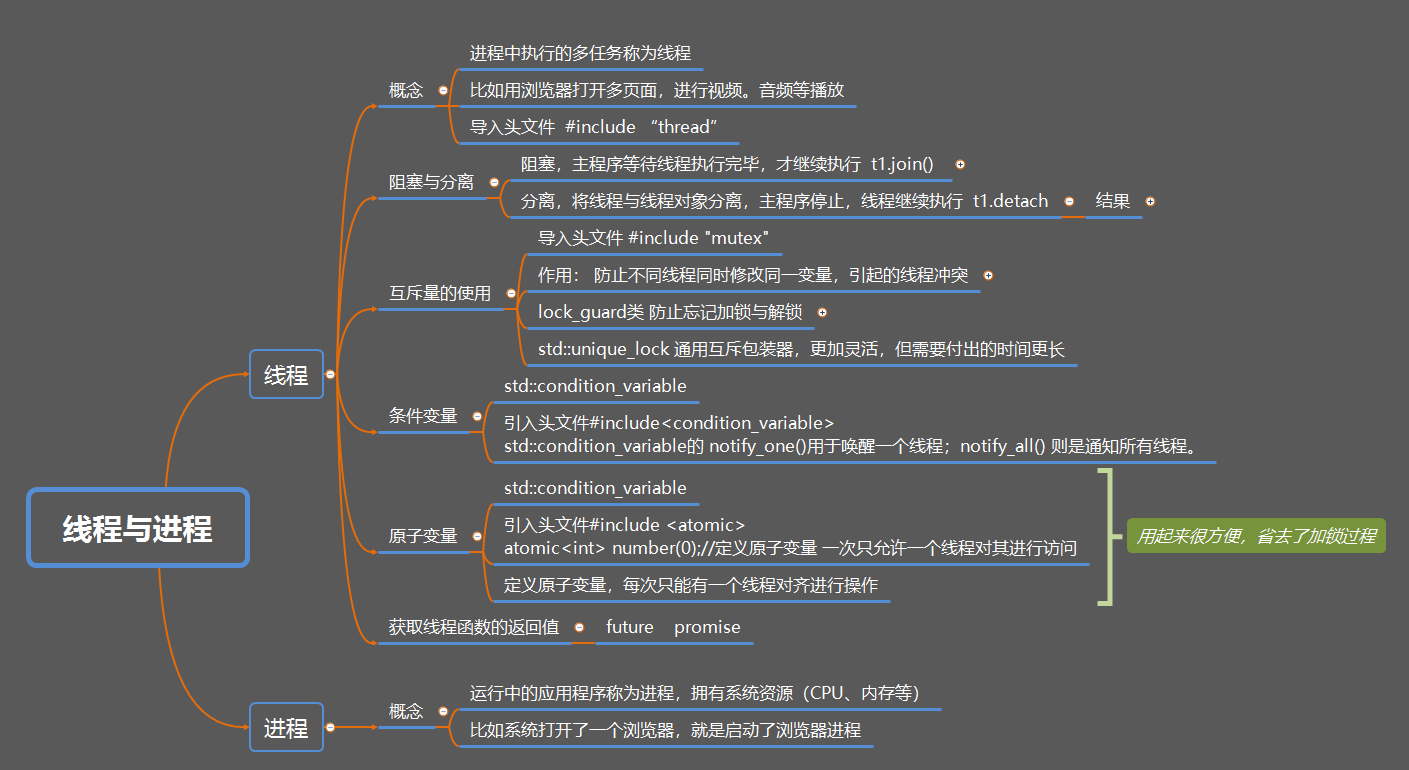 线程与进程
线程
概念
进程中执行的多任务称为线程
比如用浏览器打开多页面，进行视频。音频等播放
导入头文件 #include “thread”
阻塞与分离
阻塞，主程序等待线程执行完毕，才继续执行 t1.join()
分离，将线程与线程对象分离，主程序停止，线程继续执行 t1.detach
结果
互斥量的使用
导入头文件 #include "mutex"
作用： 防止不同线程同时修改同一变量，引起的线程冲突
lock_guard类 防止忘记加锁与解锁
std::unique_lock 通用互斥包装器，更加灵活，但需要付出的时间更长
条件变量
std::condition_variable
引入头文件#include<condition_variable>
std::condition_variable的 notify_one()用于唤醒一个线程；notify_all() 则是通知所有线程。
原子变量
std::condition_variable
引入头文件#include <atomic>
atomic<int> number(0);//定义原子变量 一次只允许一个线程对其进行访问
定义原子变量，每次只能有一个线程对齐进行操作
用起来很方便，省去了加锁过程
获取线程函数的返回值
future promise
进程
概念
运行中的应用程序称为进程，拥有系统资源（CPU、内存等）
比如系统打开了一个浏览器，就是启动了浏览器进程